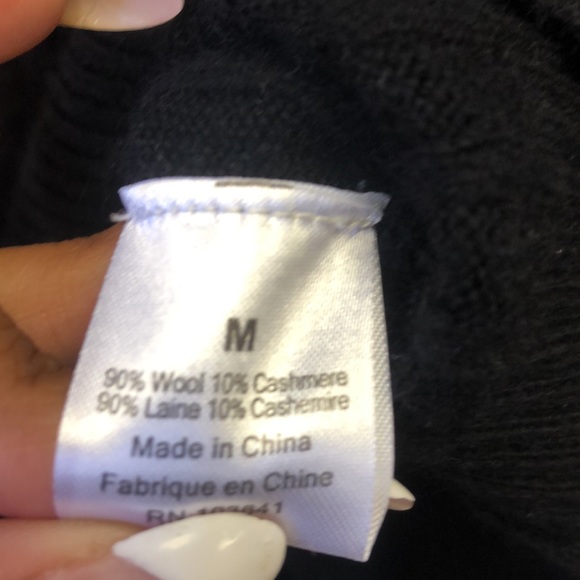 M
90% Wool 10% Cashmere
90% Laine 10% Cashemire
Made in China
Fabrique en Chine
RN